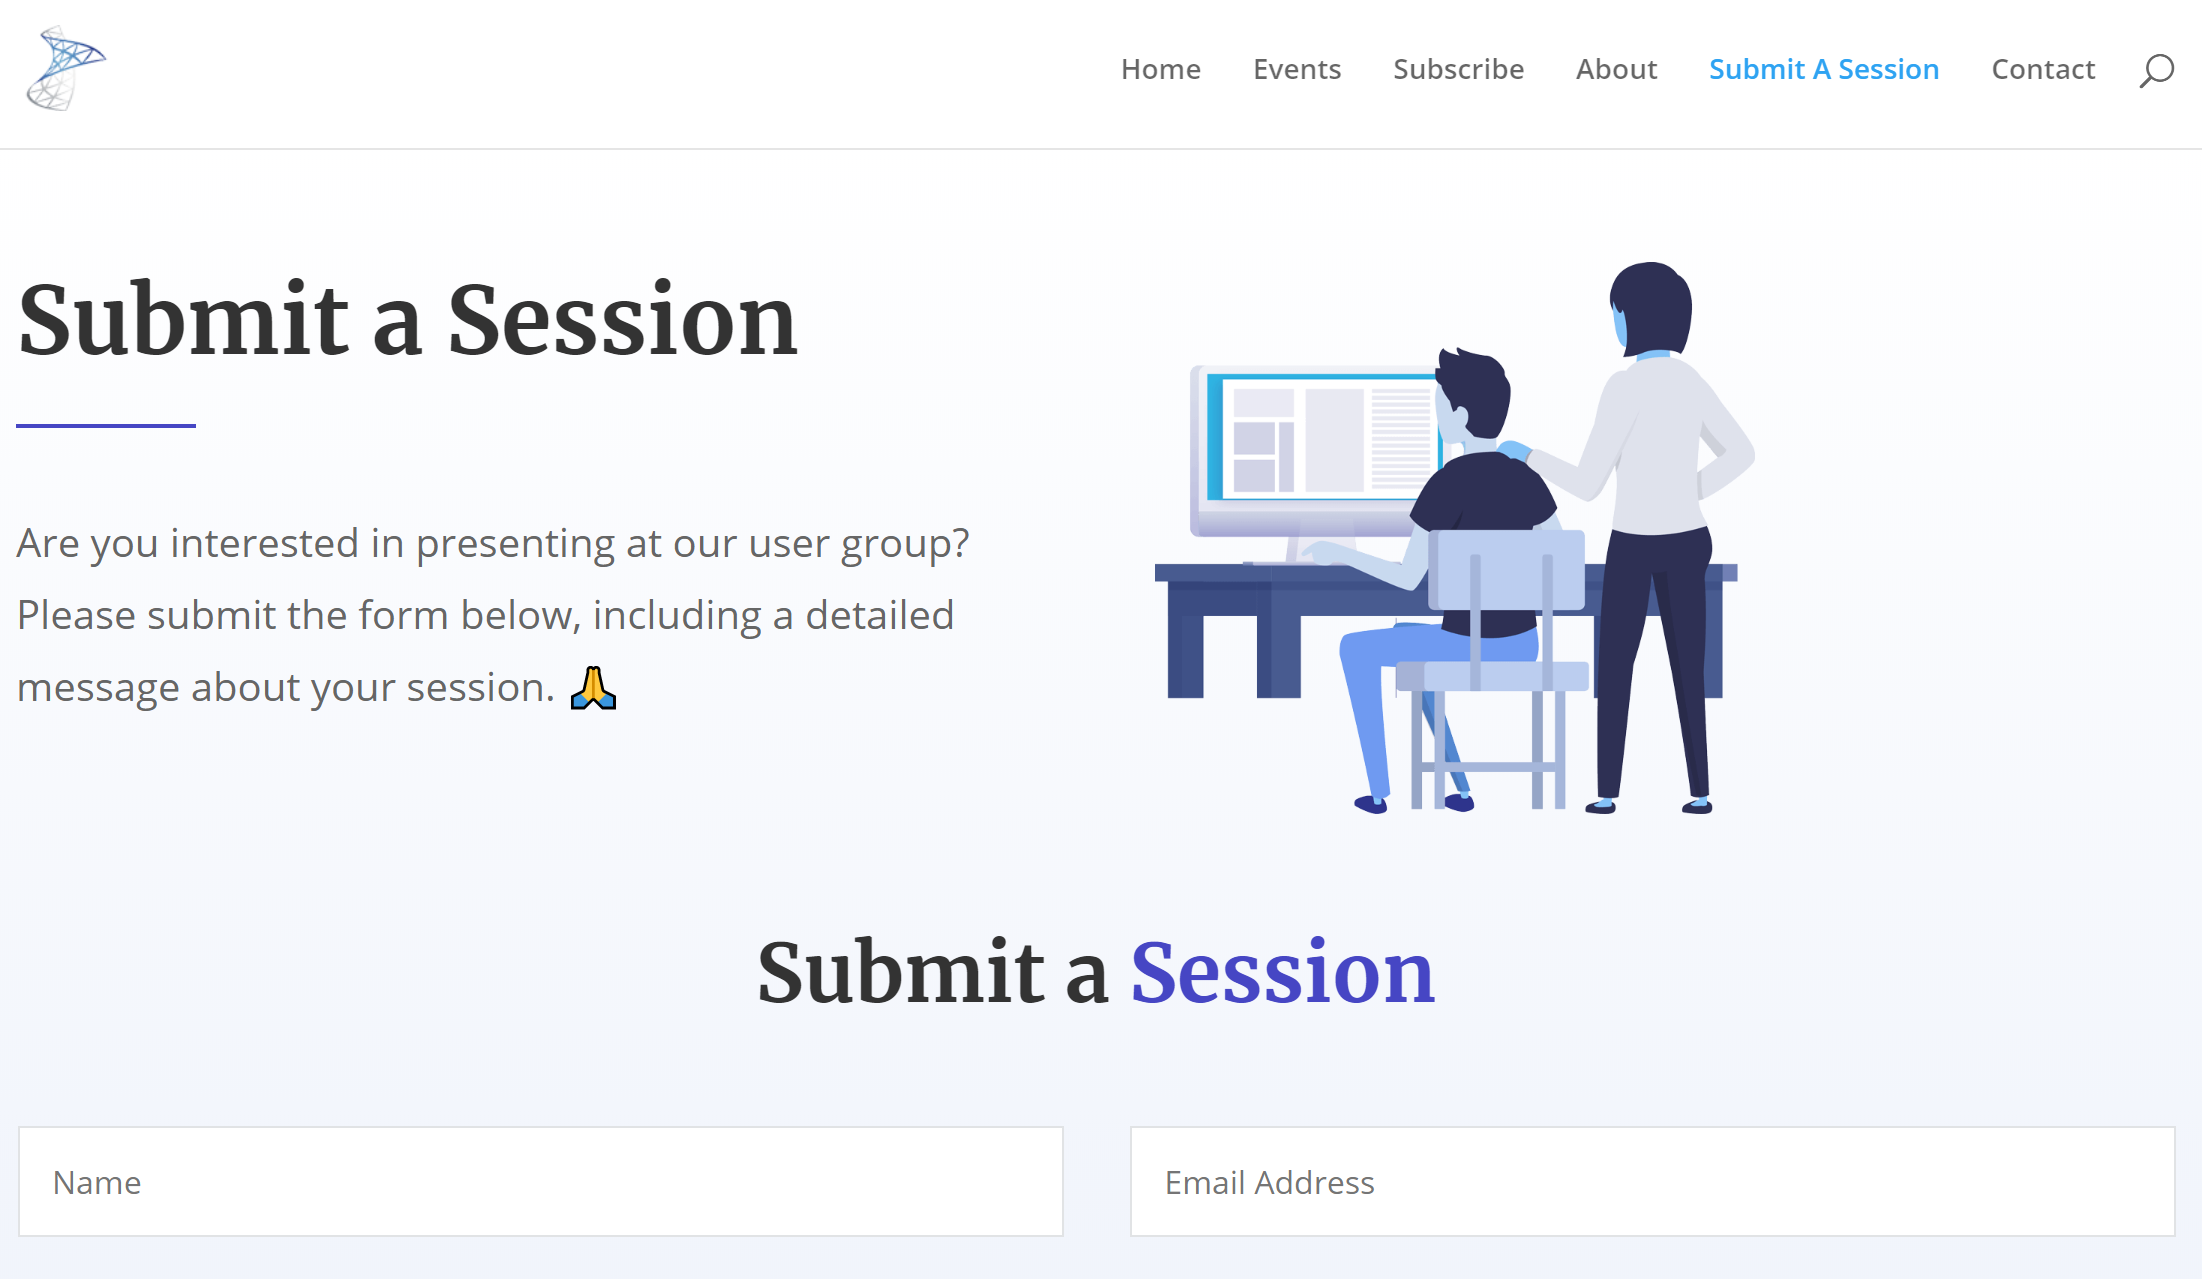 Home Events Subscribe About Submit A Session Contact
Submit a Session
Are you interested in presenting at our user group?
Please submit the form below, including a detailed
message about your session. 🙏
Submit a Session
Name
Email Address